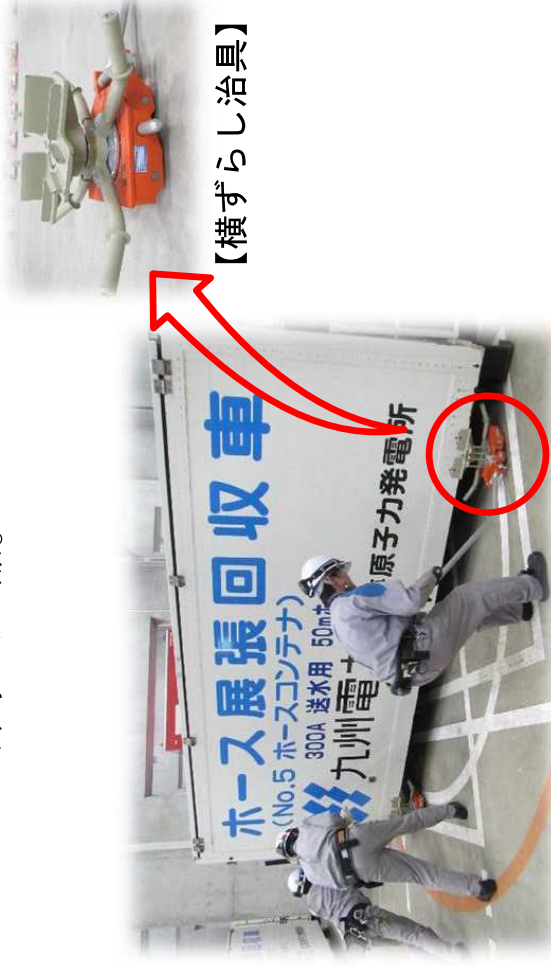 【横ずらし治具】
ホース展張回収車
(No.5 ホースコンテナ)
300A 送水用 50m
九州電
原子力発電所